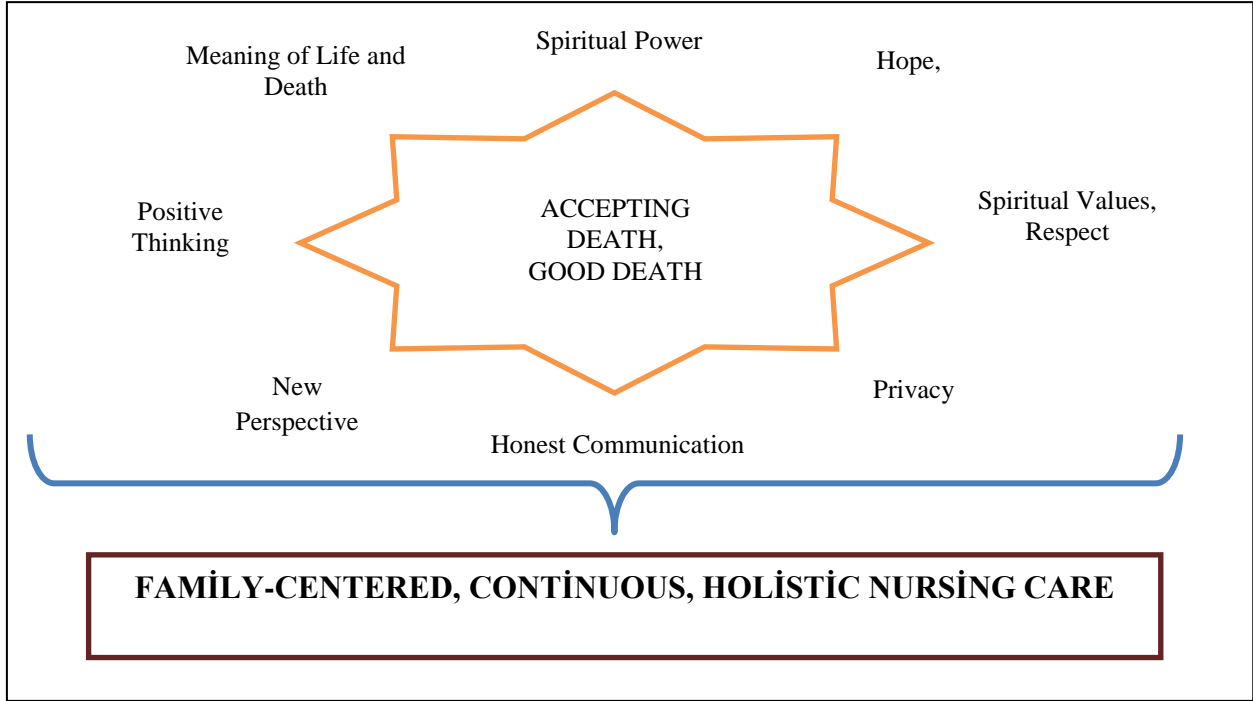 Spiritual Power
Meaning of Life and
Death
Hope,
Positive
Thinking
ACCEPTING
DEATH,
GOOD DEATH
Spiritual Values,
Respect
New
Perspective
Privacy
Honest Communication
FAMİLY-CENTERED, CONTİNUOUS, HOLİSTİC NURSİNG CARE